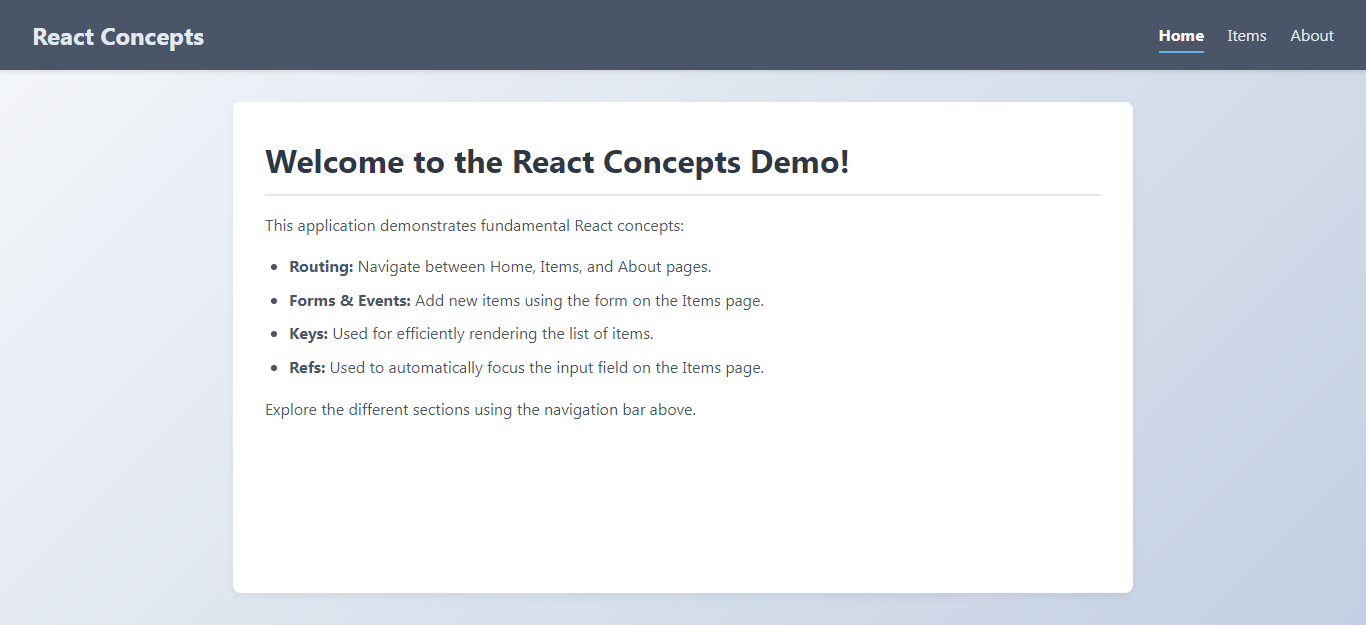 React Concepts
Home Items About
Welcome to the React Concepts Demo!
This application demonstrates fundamental React concepts:
Routing: Navigate between Home, Items, and About pages.
Forms & Events: Add new items using the form on the Items page.
Keys: Used for efficiently rendering the list of items.
Refs: Used to automatically focus the input field on the Items page.
Explore the different sections using the navigation bar above.